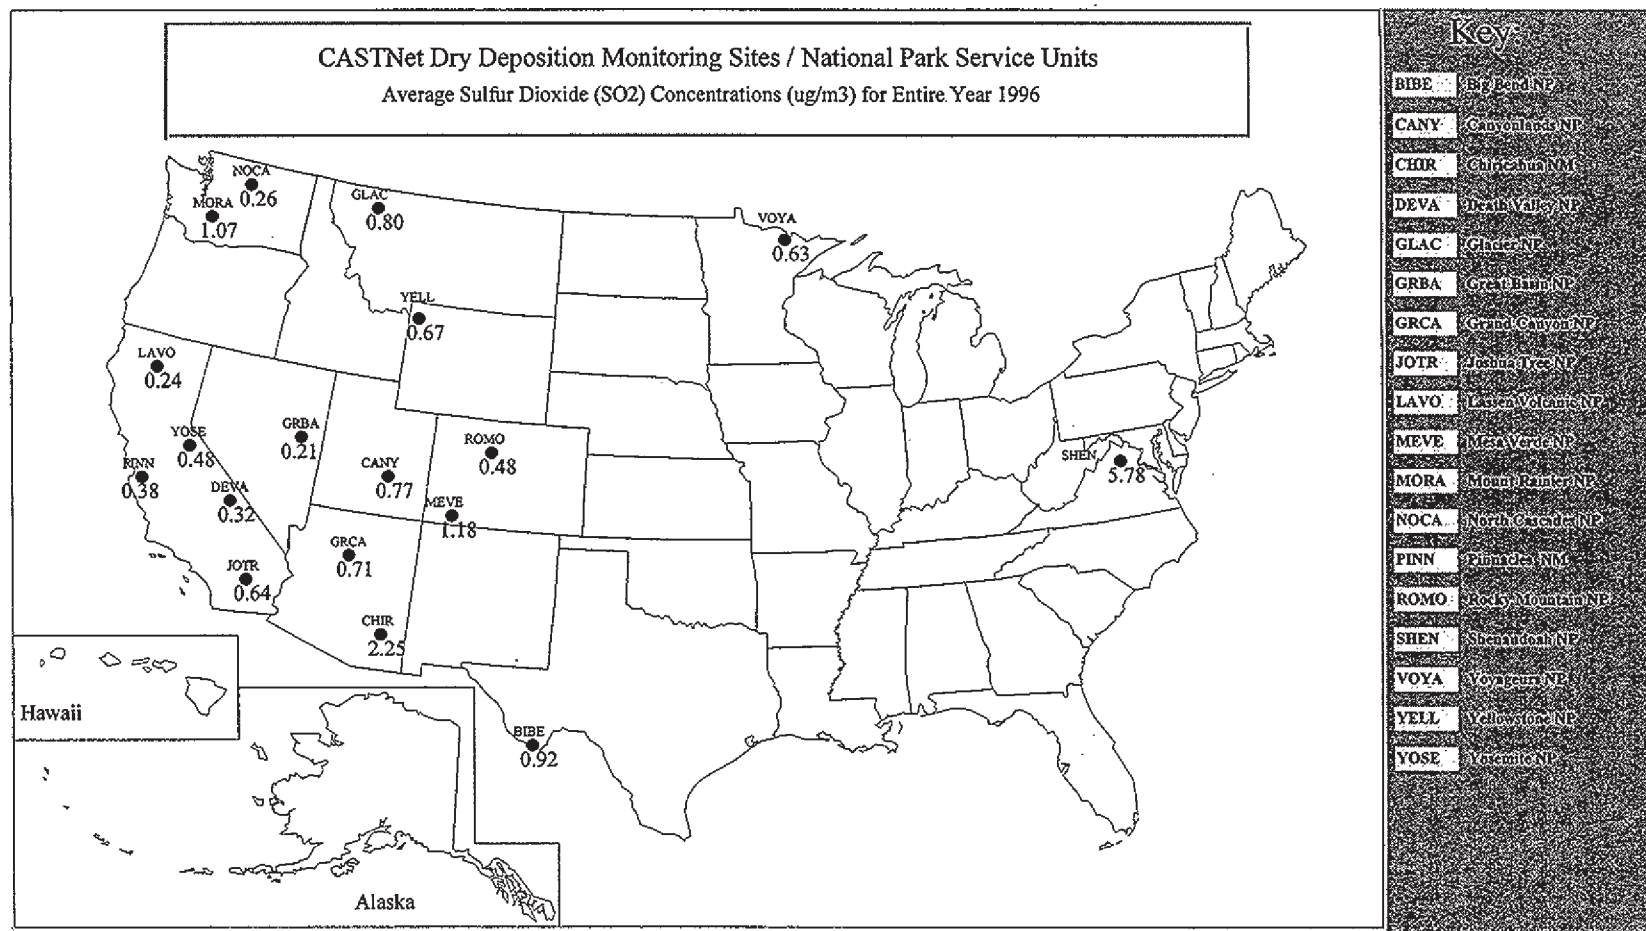 CASTNet Dry Deposition Monitoring Sites / National Park Service Units
Average Sulfur Dioxide (SO2) Concentrations (ug/m3) for Entire Year 1996
NOCA
0.26
MORA
1.07
GLAC
0.80
VOYA
0.63
YELL
0.67
LAVO
0.24
GRBA
0.21
YOSE
0.48
ROMO
0.48
CANY
0.77
PINN
0.38
DEVA
0.32
MEVE
1.18
SHEN
5.78
GRCA
0.71
JOTR
0.64
CHIR
2.25
BIBE
0.92
Hawaii
Alaska
Key
BIBE Big Bend NP
CANY Canyonlands NP
CHIR Chiricahua NM
DEVA Death Valley NP
GLAC Glacier NP
GRBA Great Basin NP
GRCA Grand Canyon NP
JOTR Joshua Tree NP
LAVO Lassen Volcanic NP
MEVE Mesa Verde NP
MORA Mount Rainier NP
NOCA North Cascades NP
PINN Pinnacles NM
ROMO Rocky Mountain NP
SHEN Shenandoah NP
VOYA Voyageurs NP
YELL Yellowstone NP
YOSE Yosemite NP